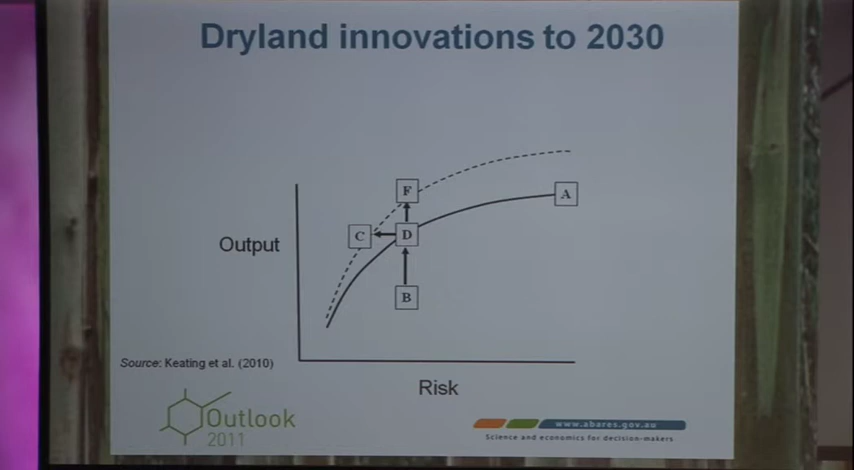 Dryland innovations to 2030
F
A
Output
C
D
B
Source: Keating et al. (2010)
Risk
Outlook
2011
www.abares.gov.au
Science and economics for decision-makers